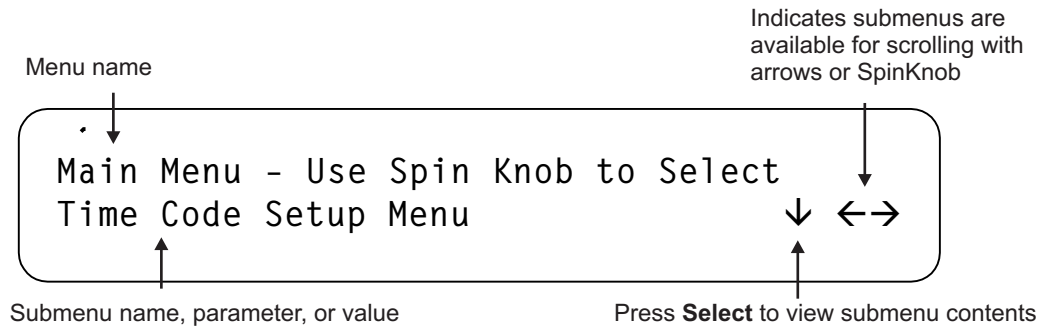 Indicates submenus are
available for scrolling with
arrows or SpinKnob
Menu name
Main Menu – Use Spin Knob to Select
Time Code Setup Menu ↓ ←→
Submenu name, parameter, or value
Press Select to view submenu contents